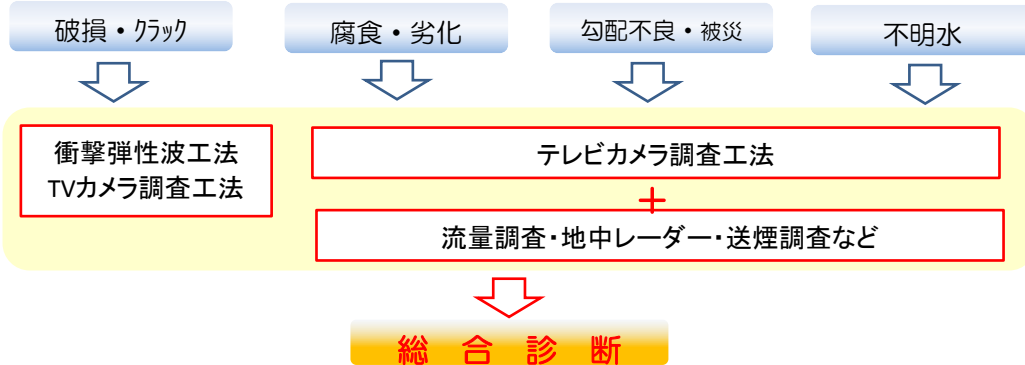 破損・クラック
腐食・劣化
勾配不良・被災
不明水
衝撃弾性波工法
TVカメラ調査工法
テレビカメラ調査工法
+
流量調査・地中レーダー・送煙調査など
総合診断